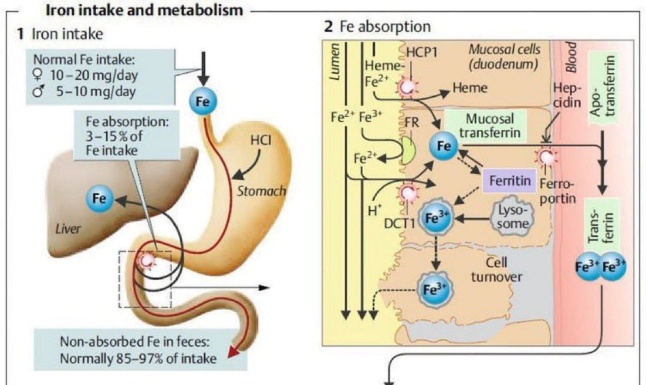 Iron intake and metabolism
1 Iron intake
Normal Fe intake:
♀ 10–20 mg/day
♂ 5–10 mg/day
Fe
Fe absorption:
3–15% of
Fe intake
HCl
Stomach
Fe
Liver
Non-absorbed Fe in feces:
Normally 85–97% of intake
2 Fe absorption
Lumen
HCP1
Mucosal cells
(duodenum)
Blood
Heme-
Fe2+
Heme
Hep-
cidin
Apo-
transferrin
Fe2+ Fe3+
FR
Mucosal
transferrin
Fe
Fe2+
Ferritin
Ferro-
portin
H+
DCT1
Fe3+
Lyso-
some
Trans-
ferrin
Fe3+ Fe3+
Cell
turnover
Fe3+